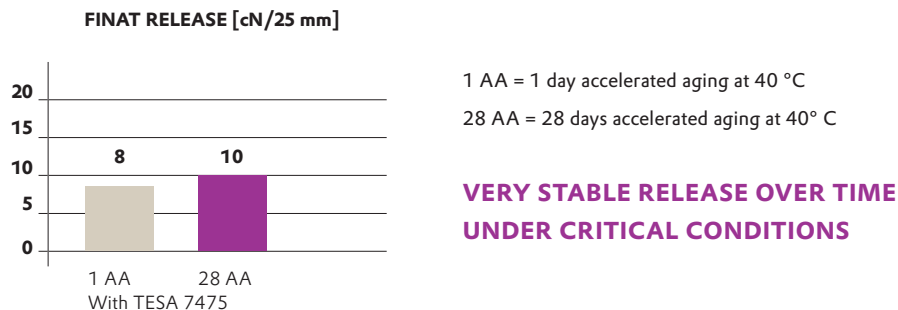 FINAT RELEASE [cN/25 mm]
20
15
10
5
0
8
10
1 AA
28 AA
With TESA 7475
1 AA = 1 day accelerated aging at 40 °C
28 AA = 28 days accelerated aging at 40° C
VERY STABLE RELEASE OVER TIME
UNDER CRITICAL CONDITIONS